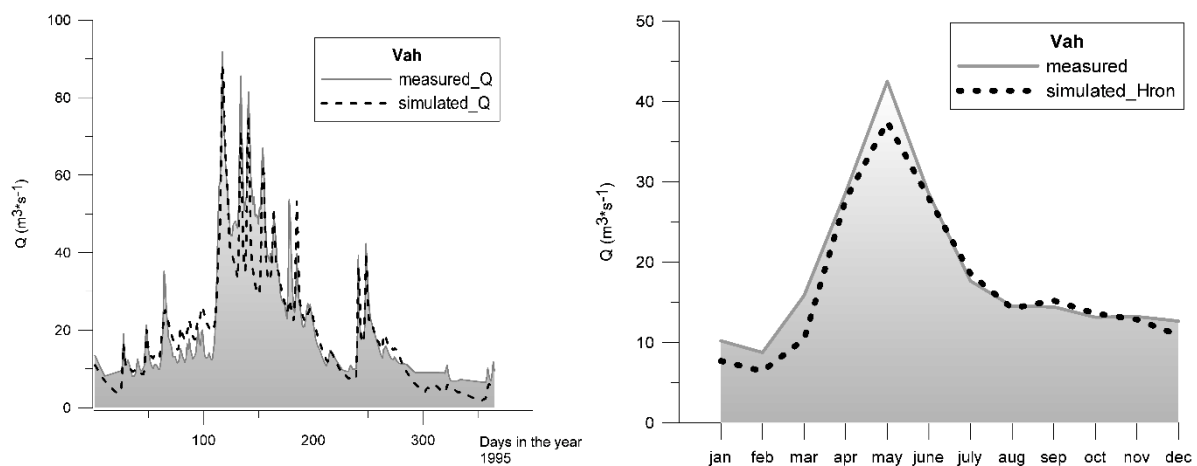 100
80
60
40
20
0
Q (m³*s-¹)
Vah
measured_Q
simulated_Q
100
200
300
Days in the year
1995
50
40
30
20
10
0
Q (m³*s-¹)
Vah
measured
simulated_Hron
jan feb mar apr may june july aug sep oct nov dec